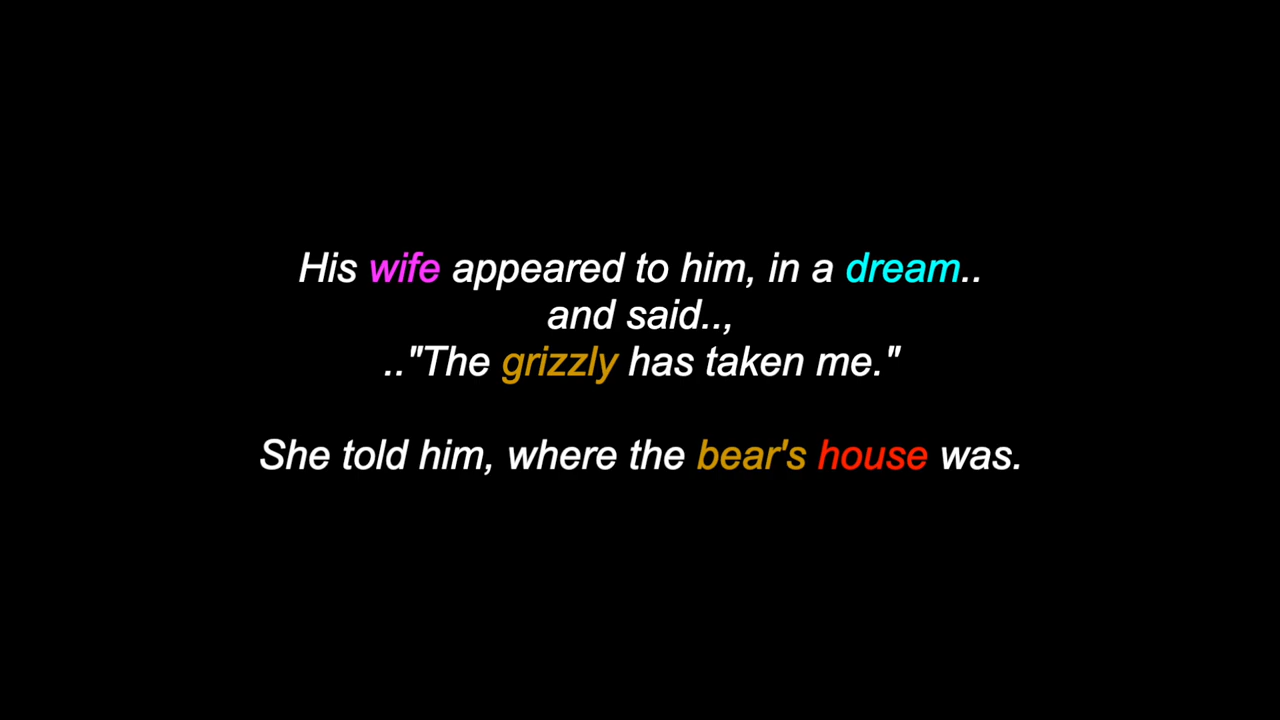 His wife appeared to him, in a dream..
and said..,
.."The grizzly has taken me."
She told him, where the bear's house was.